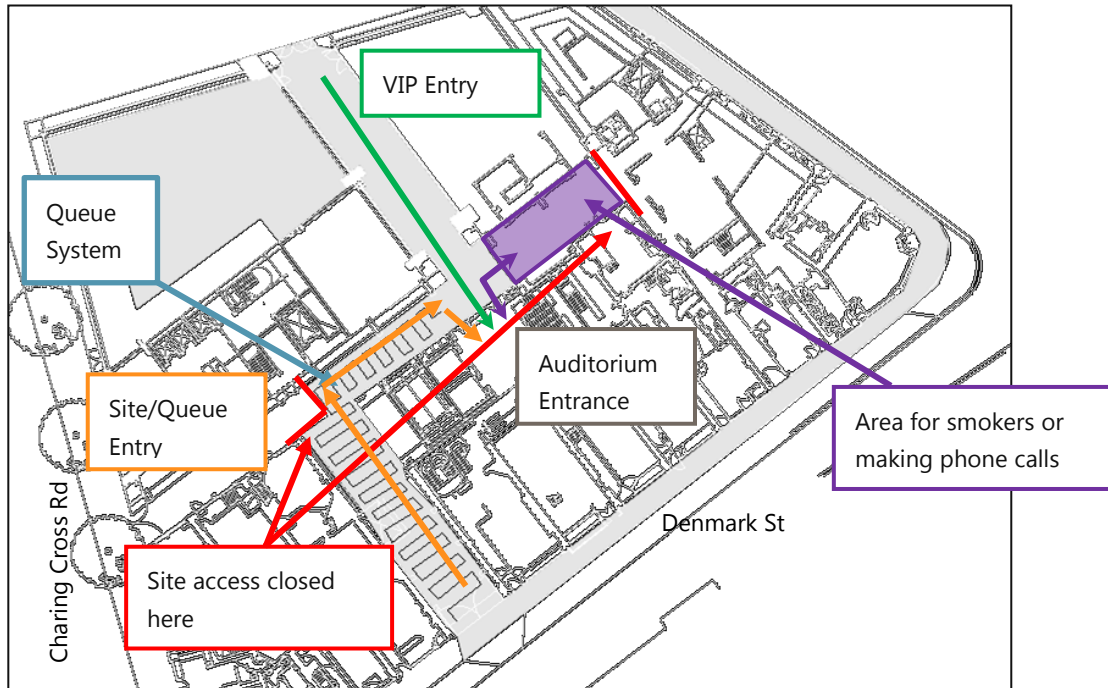 VIP Entry
Queue
System
Auditorium
Entrance
Site/Queue
Entry
Area for smokers or
making phone calls
Denmark St
Charing Cross Rd
Site access closed
here